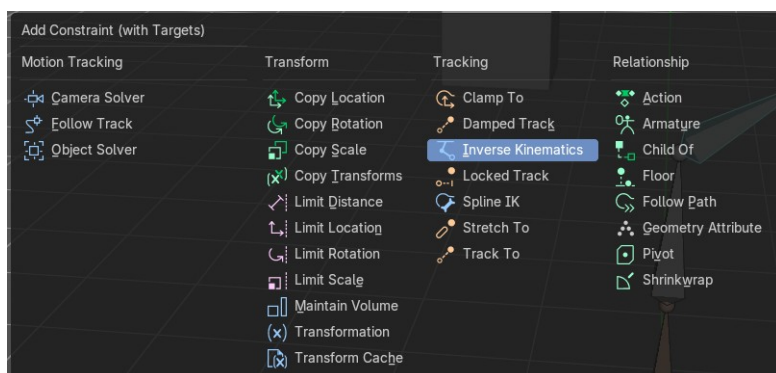 Add Constraint (with Targets)
Motion Tracking
Camera Solver
Follow Track
Object Solver
Transform
Copy Location
Copy Rotation
Copy Scale
Copy Transforms
Limit Distance
Limit Location
Limit Rotation
Limit Scale
Maintain Volume
Transformation
Transform Cache
Tracking
Clamp To
Damped Track
Inverse Kinematics
Locked Track
Spline IK
Stretch To
Track To
Relationship
Action
Armature
Child Of
Floor
Follow Path
Geometry Attribute
Pivot
Shrinkwrap